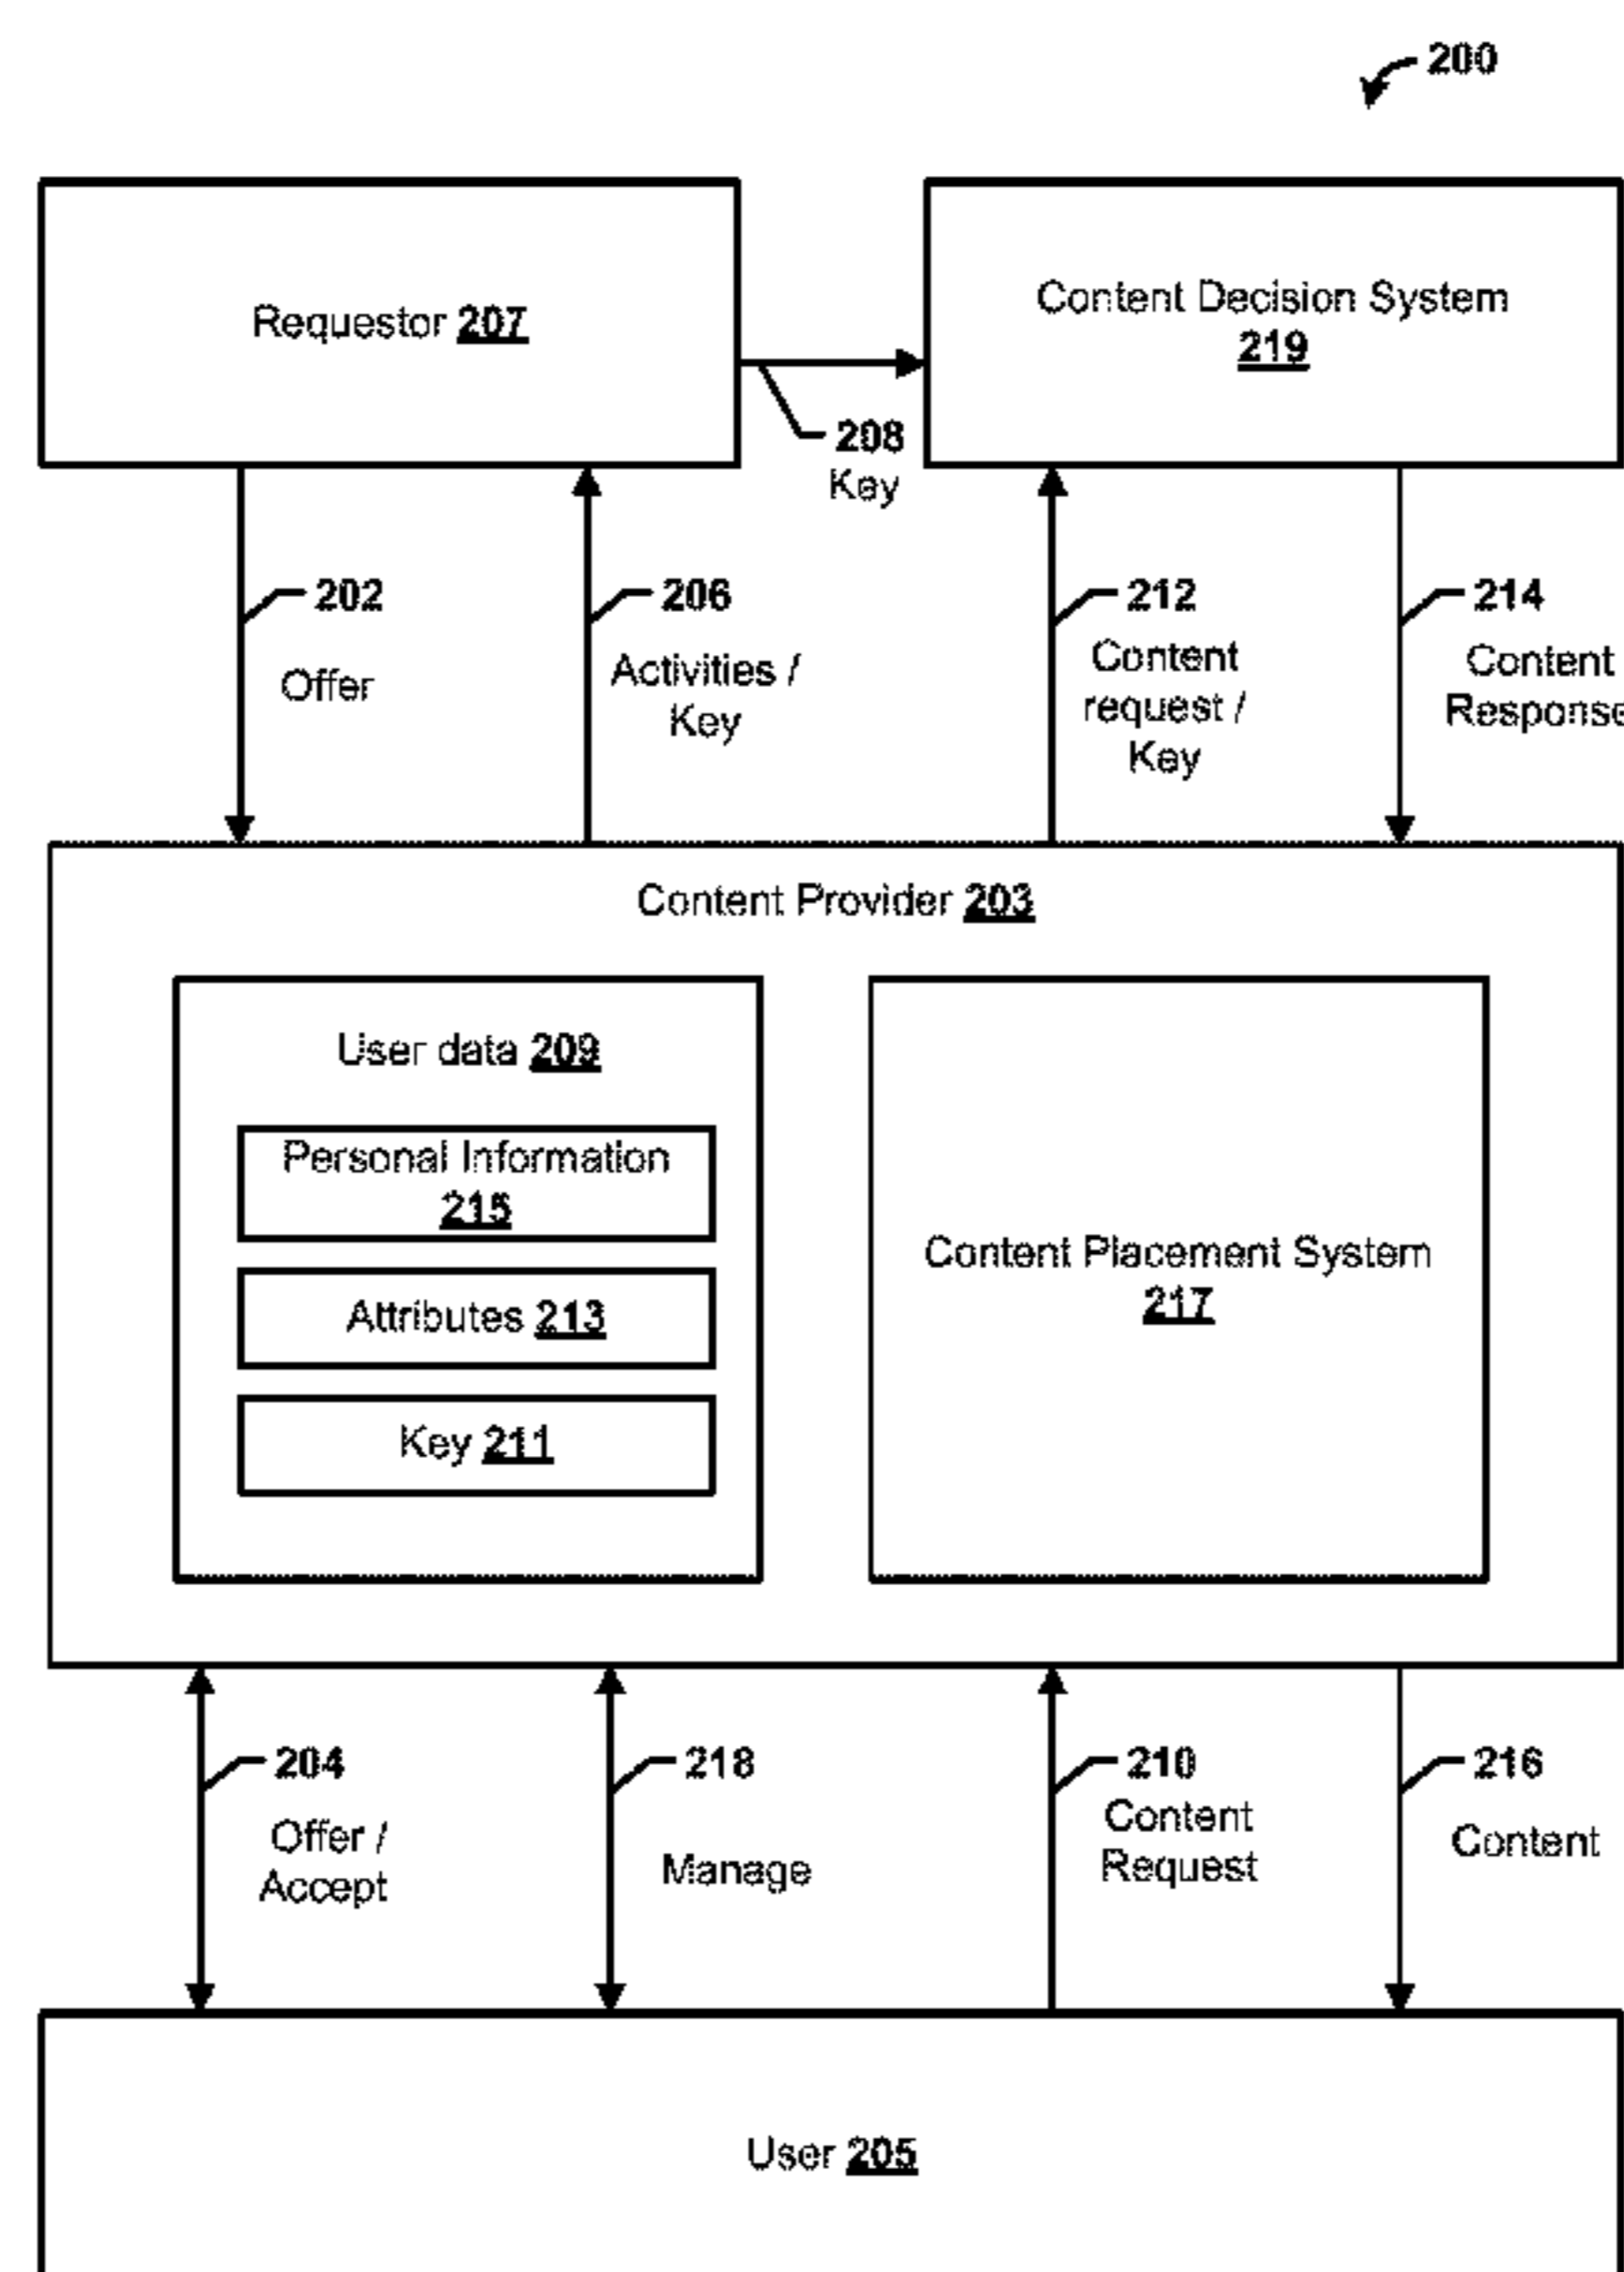 200
Requestor 207
Content Decision System
219
208
Key
202
Offer
206
Activities /
Key
212
Content
request /
Key
214
Content
Response
Content Provider 203
User data 209
Personal Information
215
Attributes 213
Key 211
Content Placement System
217
204
Offer /
Accept
218
Manage
210
Content
Request
216
Content
User 205